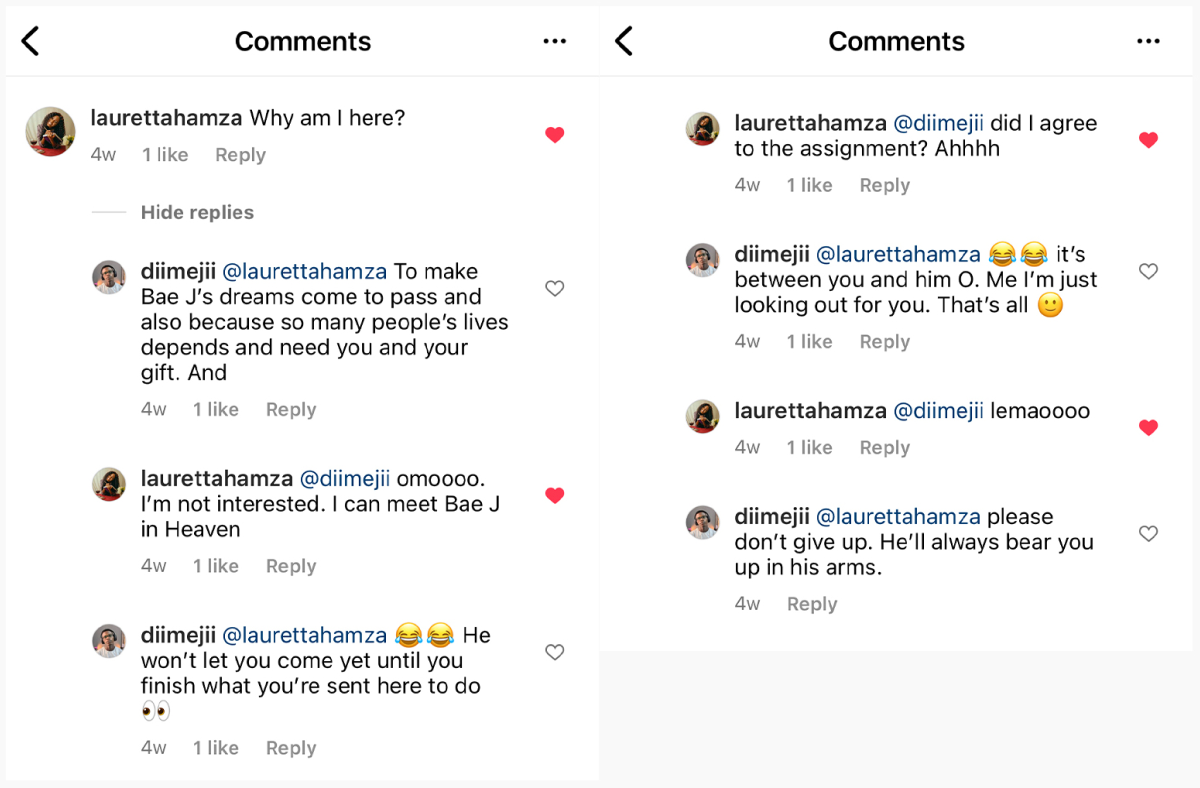 Comments
laurettahamza Why am I here?
4w 1 like Reply
Hide replies
diimejii @laurettahamza To make
Bae J’s dreams come to pass and
also because so many people’s lives
depends and need you and your
gift. And
4w 1 like Reply
laurettahamza @diimejii omoooo.
I’m not interested. I can meet Bae J
in Heaven
4w 1 like Reply
diimejii @laurettahamza 😂😂 He
won’t let you come yet until you
finish what you’re sent here to do
👀
4w 1 like Reply
Comments
laurettahamza @diimejii did I agree
to the assignment? Ahhhh
4w 1 like Reply
diimejii @laurettahamza 😂😂 it’s
between you and him O. Me I’m just
looking out for you. That’s all 🙂
4w 1 like Reply
laurettahamza @diimejii lemaoooo
4w 1 like Reply
diimejii @laurettahamza please
don’t give up. He’ll always bear you
up in his arms.
4w Reply